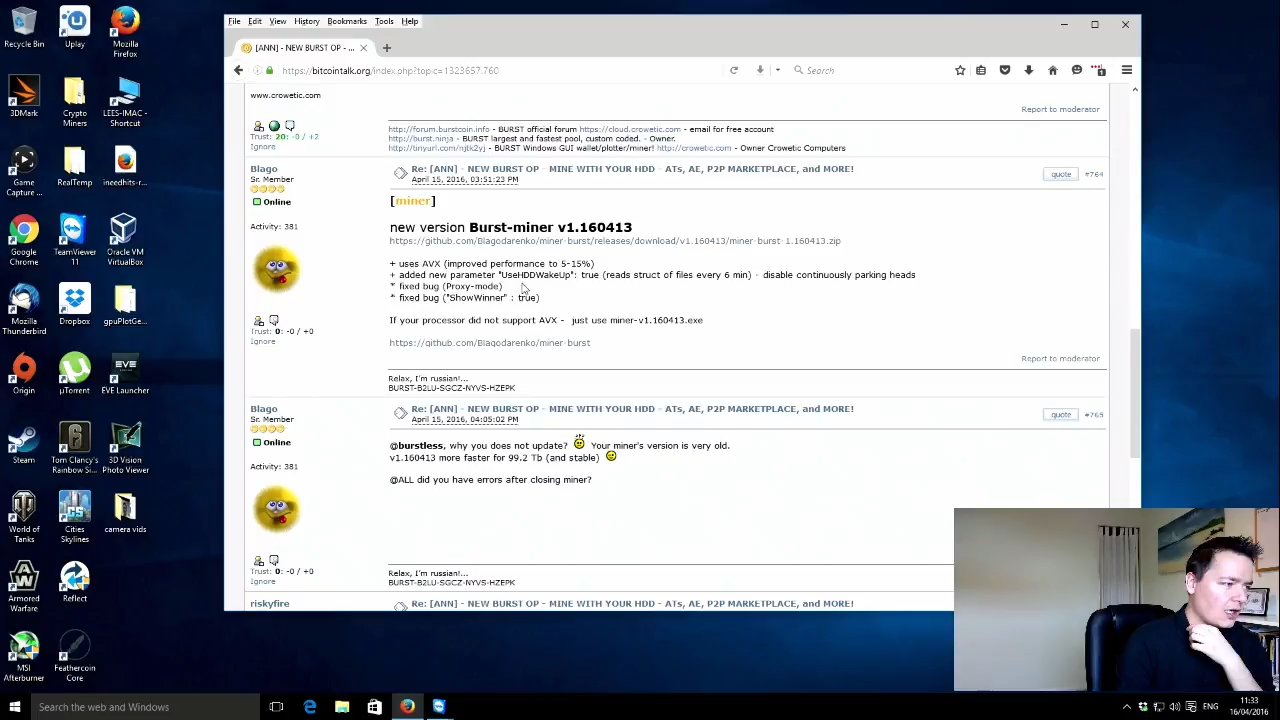 File Edit View History Bookmarks Tools Help
[ANN] - NEW BURST OP - ...
https://bitcointalk.org/index.php?topic=1323657.760
Search
www.crowetic.com
Report to moderator
Trust: 20: -0 / +2
Ignore
http://forum.burstcoin.info - BURST official forum https://cloud.crowetic.com - email for free account
http://burst.ninja - BURST largest and fastest pool, custom coded. - Owner.
http://tinyurl.com/njtk2yj - BURST Windows GUI wallet/plotter/miner! http://crowetic.com - Owner Crowetic Computers
Blago
Sr. Member
Online
Activity: 381
Trust: 0: -0 / +0
Ignore
Re: [ANN] - NEW BURST OP - MINE WITH YOUR HDD - ATs, AE, P2P MARKETPLACE, and MORE!
April 15, 2016, 03:51:23 PM
quote #764
[miner]
new version Burst-miner v1.160413
https://github.com/Blagodarenko/miner-burst/releases/download/v1.160413/miner-burst-1.160413.zip
+ uses AVX (improved performance to 5-15%)
+ added new parameter "UseHDDWakeUp": true (reads struct of files every 6 min) - disable continuously parking heads
* fixed bug (Proxy-mode)
* fixed bug ("ShowWinner" : true)
If your processor did not support AVX - just use miner-v1.160413.exe
https://github.com/Blagodarenko/miner-burst
Report to moderator
Relax, I'm russian!...
BURST-B2LU-SGCZ-NYVS-HZEPK
Blago
Sr. Member
Online
Activity: 381
Trust: 0: -0 / +0
Ignore
Re: [ANN] - NEW BURST OP - MINE WITH YOUR HDD - ATs, AE, P2P MARKETPLACE, and MORE!
April 15, 2016, 04:05:02 PM
quote #765
@burstless, why you does not update? Your miner's version is very old.
v1.160413 more faster for 99.2 Tb (and stable)
@ALL did you have errors after closing miner?
Relax, I'm russian!...
BURST-B2LU-SGCZ-NYVS-HZEPK
riskyfire
Re: [ANN] - NEW BURST OP - MINE WITH YOUR HDD - ATs, AE, P2P MARKETPLACE, and MORE!
Recycle Bin
Uplay
Mozilla
Firefox
3DMark
Crypto
Miners
LEES-IMAC -
Shortcut
Game
Capture ...
RealTemp
ineedhits-r...
Google
Chrome
TeamViewer
11
Oracle VM
VirtualBox
Mozilla
Thunderbird
Dropbox
gpuPlotGe...
Origin
µTorrent
EVE Launcher
Steam
Tom Clancy's
Rainbow Si...
3D Vision
Photo Viewer
World of
Tanks
Cities
Skylines
camera vids
Armored
Warfare
Reflect
MSI
Afterburner
Feathercoin
Core
Search the web and Windows
ENG
11:33
16/04/2016